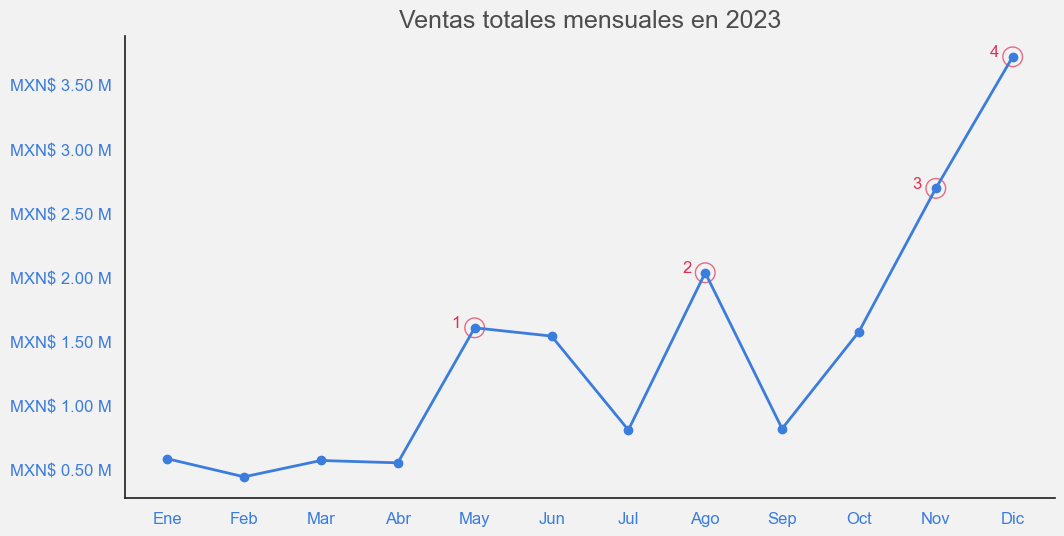 Ventas totales mensuales en 2023
MXN$ 3.50 M
MXN$ 3.00 M
MXN$ 2.50 M
MXN$ 2.00 M
MXN$ 1.50 M
MXN$ 1.00 M
MXN$ 0.50 M
1
2
3
4
Ene Feb Mar Abr May Jun Jul Ago Sep Oct Nov Dic